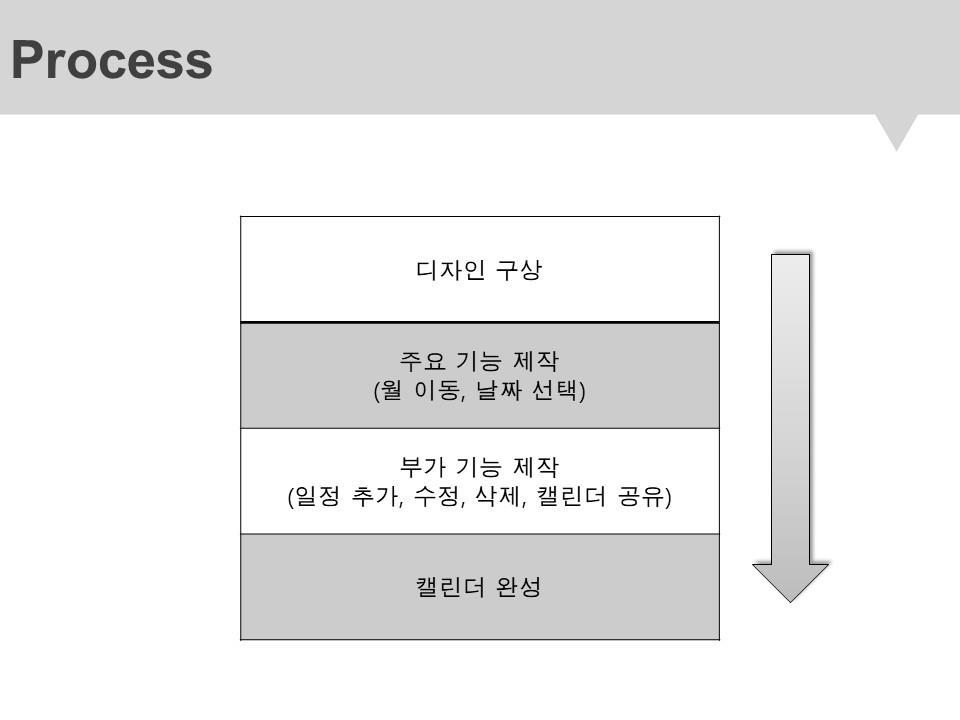 Process
디자인 구상
주요 기능 제작
(월 이동, 날짜 선택)
부가 기능 제작
(일정 추가, 수정, 삭제, 캘린더 공유)
캘린더 완성